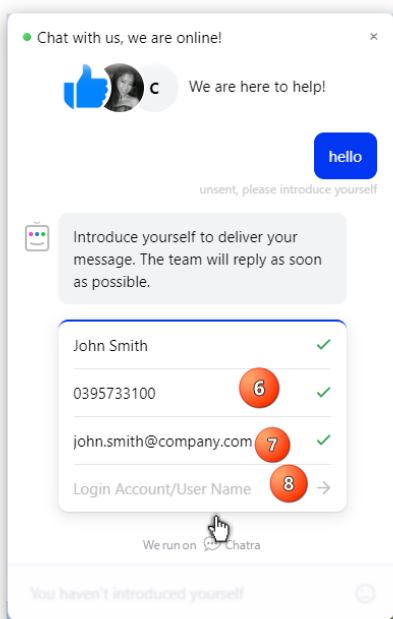 Chat with us, we are online!
×
C
We are here to help!
hello
unsent, please introduce yourself
Introduce yourself to deliver your
message. The team will reply as soon
as possible.
John Smith
0395733100
6
john.smith@company.com
7
Login Account/User Name
8
We run on Chatra
You haven't introduced yourself